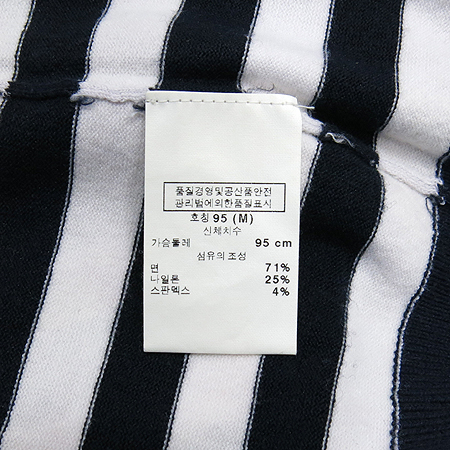 품질경영및공산품안전
관리법에의한품질표시
호칭 95 (M)
신체치수
가슴둘레 95 cm
섬유의 조성
면 71%
나일론 25%
스판덱스 4%